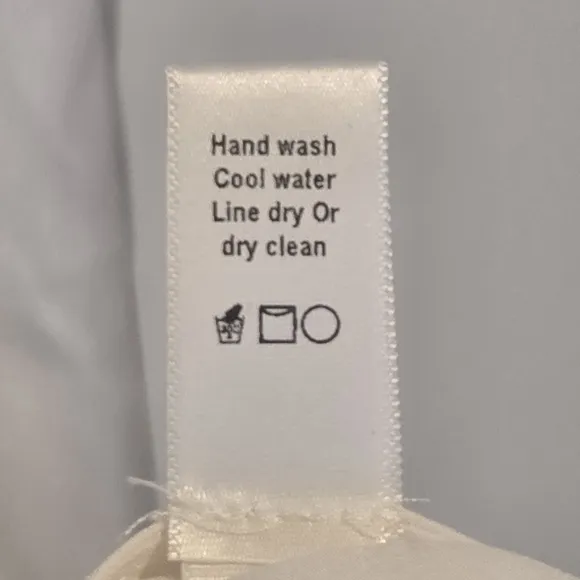 Hand wash
Cool water
Line dry Or
dry clean